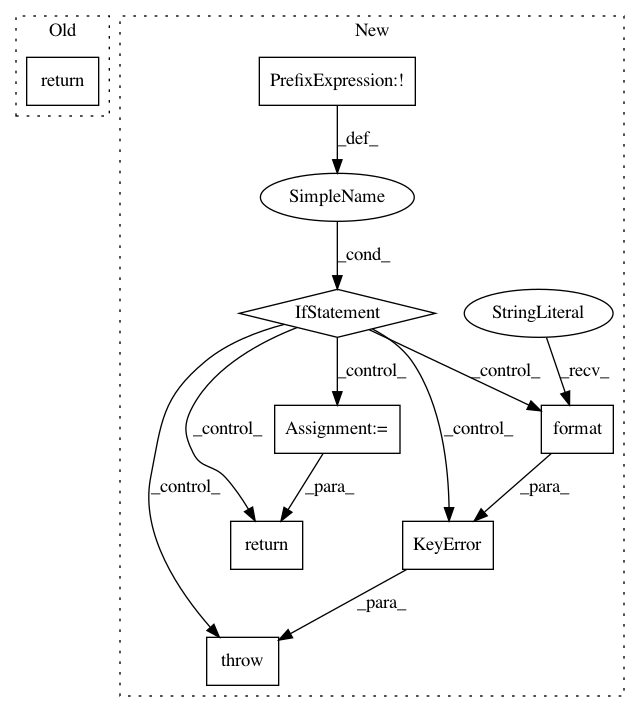 Old
New
return
PrefixExpression:!
_def_
SimpleName
_cond_
IfStatement
StringLiteral
_control_
_control_
_recv_
_control_
_control_
_control_
Assignment:=
format
_para_
_para_
return
KeyError
_para_
throw